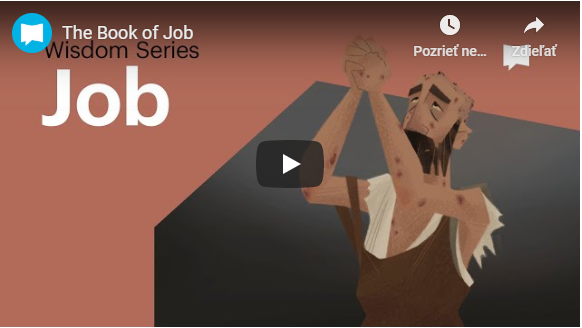 The Book of Job
Wisdom Series
Job
Pozrieť ne…
Zdieľať